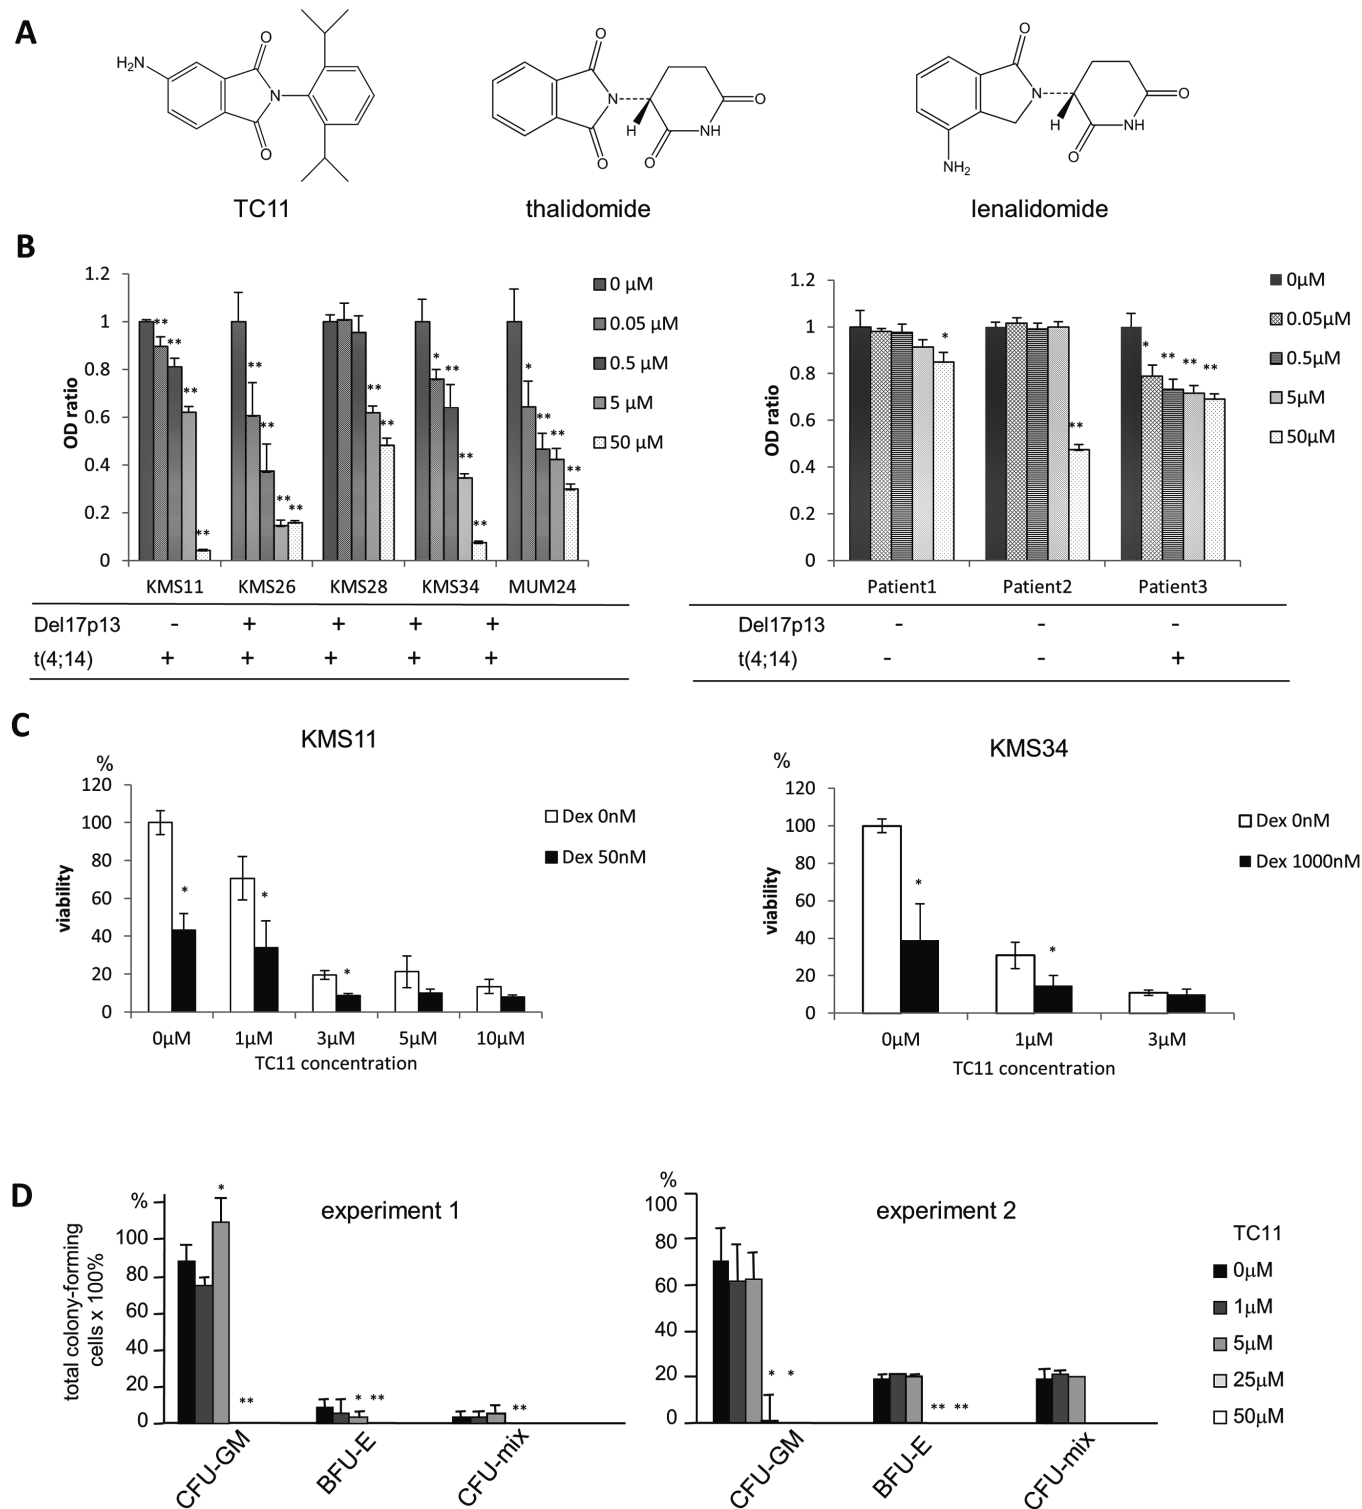 A
H₂N
O
N
O
O
N
O
H
O
NH
O
O
N
H
O
NH
O
NH₂
TC11
thalidomide
lenalidomide
B
1.2
1
0.8
0.6
0.4
0.2
0
OD ratio
** ** ** **
** ** ** **
** **
* ** ** **
* ** ** **
0 µM
0.05 µM
0.5 µM
5 µM
50 µM
KMS11 KMS26 KMS28 KMS34 MUM24
Del17p13 - + + + +
t(4;14) + + + + +
1.2
1
0.8
0.6
0.4
0.2
0
OD ratio
*
**
* ** ** **
0µM
0.05µM
0.5µM
5µM
50µM
Patient1 Patient2 Patient3
Del17p13 - - -
t(4;14) - - +
C
KMS11
%
120
100
80
60
40
20
0
viability
* * *
Dex 0nM
Dex 50nM
0µM 1µM 3µM 5µM 10µM
TC11 concentration
KMS34
%
120
100
80
60
40
20
0
viability
* *
Dex 0nM
Dex 1000nM
0µM 1µM 3µM
TC11 concentration
D
total colony-forming
cells x 100%
%
100
80
60
40
20
0
experiment 1
*
** * ** **
CFU-GM BFU-E CFU-mix
%
100
80
60
40
20
0
experiment 2
* * ** **
CFU-GM BFU-E CFU-mix
TC11
0µM
1µM
5µM
25µM
50µM